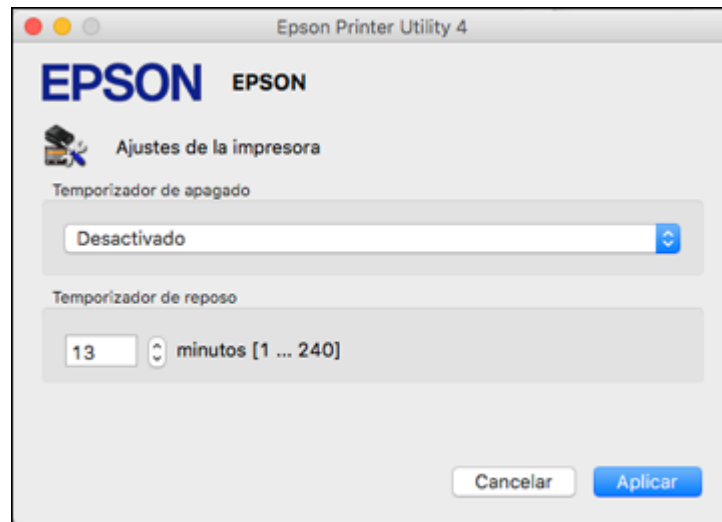 Epson Printer Utility 4
EPSON EPSON
Ajustes de la impresora
Temporizador de apagado
Desactivado
Temporizador de reposo
13 minutos [1 ... 240]
Cancelar Aplicar